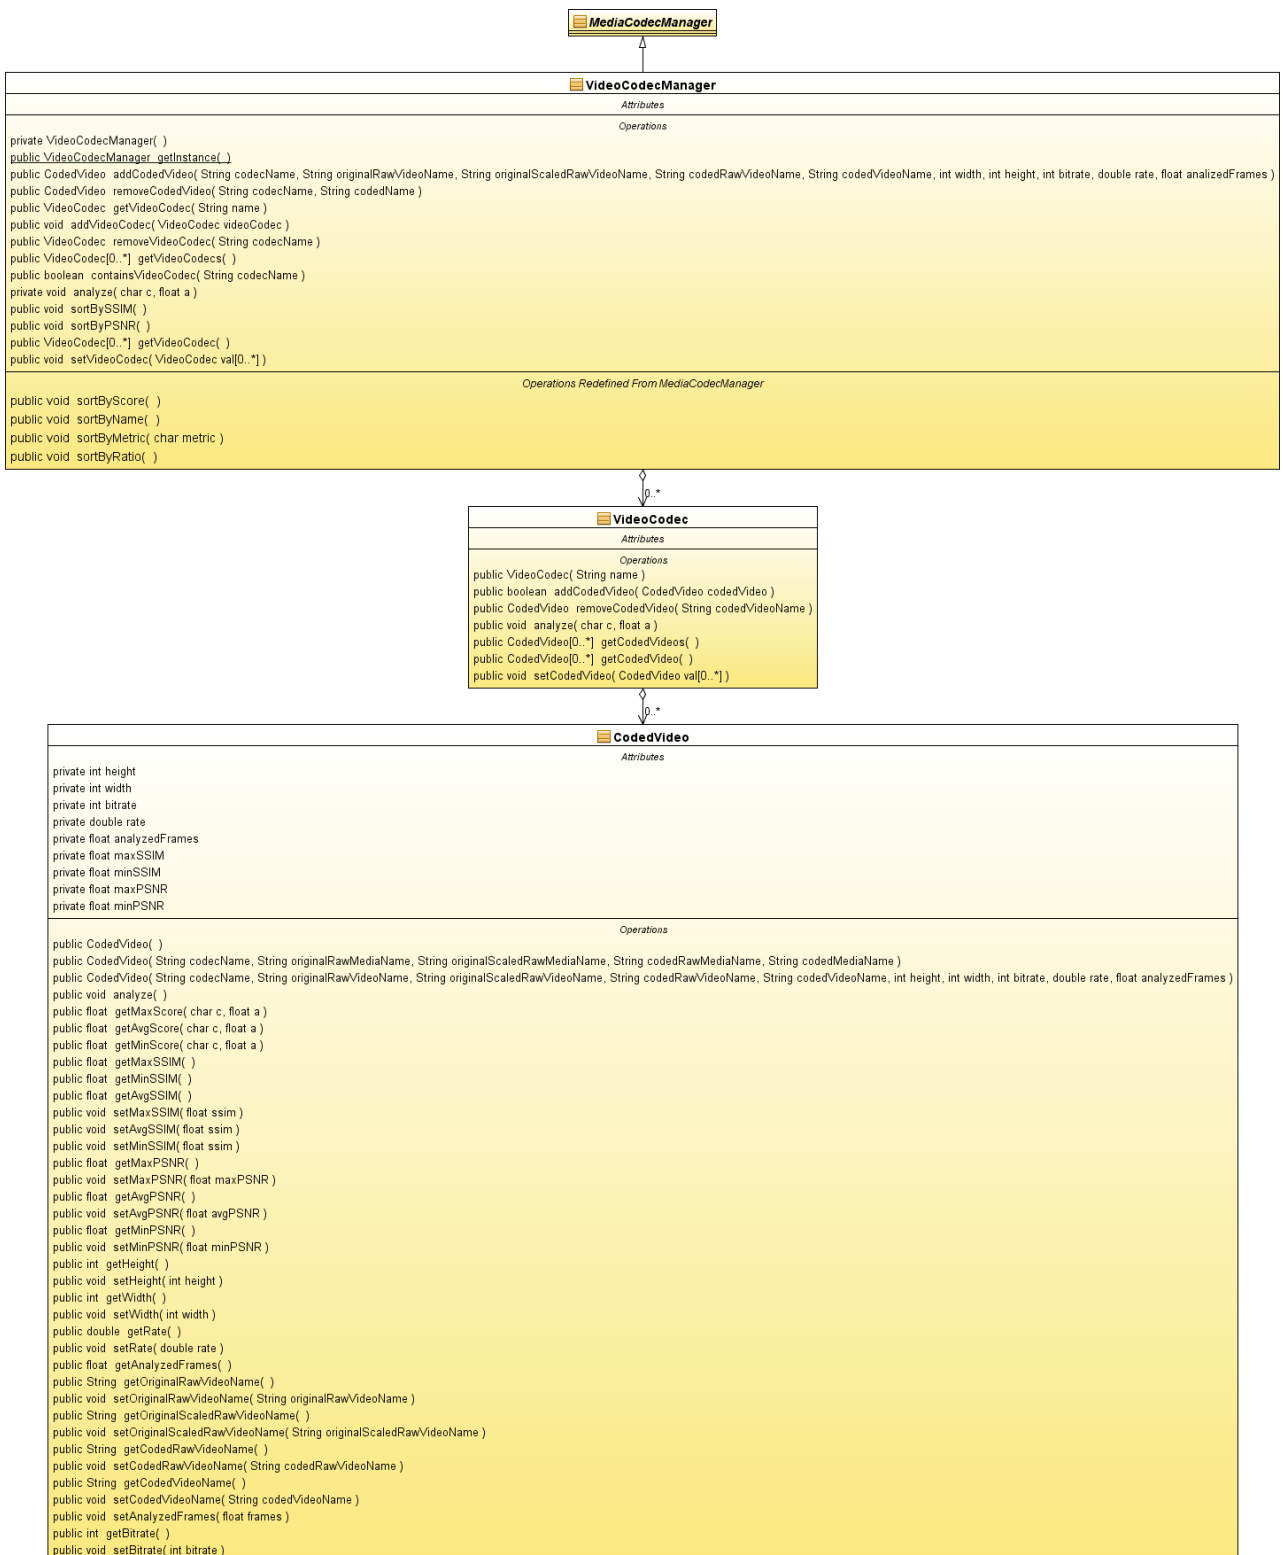 MediaCodecManager
VideoCodecManager
Attributes
Operations
private VideoCodecManager( )
public VideoCodecManager getInstance( )
public CodedVideo addCodedVideo( String codecName, String originalRawVideoName, String originalScaledRawVideoName, String codedRawVideoName, String codedVideoName, int width, int height, int bitrate, double rate, float analizedFrames )
public CodedVideo removeCodedVideo( String codecName, String codedName )
public VideoCodec getVideoCodec( String name )
public void addVideoCodec( VideoCodec videoCodec )
public VideoCodec removeVideoCodec( String codecName )
public VideoCodec[0..*] getVideoCodecs( )
public boolean containsVideoCodec( String codecName )
private void analyze( char c, float a )
public void sortBySSIM( )
public void sortByPSNR( )
public VideoCodec[0..*] getVideoCodec( )
public void setVideoCodec( VideoCodec val[0..*] )
Operations Redefined From MediaCodecManager
public void sortByScore( )
public void sortByName( )
public void sortByMetric( char metric )
public void sortByRatio( )
0..*
VideoCodec
Attributes
Operations
public VideoCodec( String name )
public boolean addCodedVideo( CodedVideo codedVideo )
public CodedVideo removeCodedVideo( String codedVideoName )
public void analyze( char c, float a )
public CodedVideo[0..*] getCodedVideos( )
public CodedVideo[0..*] getCodedVideo( )
public void setCodedVideo( CodedVideo val[0..*] )
0..*
CodedVideo
Attributes
private int height
private int width
private int bitrate
private double rate
private float analyzedFrames
private float maxSSIM
private float minSSIM
private float maxPSNR
private float minPSNR
Operations
public CodedVideo( )
public CodedVideo( String codecName, String originalRawMediaName, String originalScaledRawMediaName, String codedRawMediaName, String codedMediaName )
public CodedVideo( String codecName, String originalRawVideoName, String originalScaledRawVideoName, String codedRawVideoName, String codedVideoName, int height, int width, int bitrate, double rate, float analyzedFrames )
public void analyze( )
public float getMaxScore( char c, float a )
public float getAvgScore( char c, float a )
public float getMinScore( char c, float a )
public float getMaxSSIM( )
public float getMinSSIM( )
public float getAvgSSIM( )
public void setMaxSSIM( float ssim )
public void setAvgSSIM( float ssim )
public void setMinSSIM( float ssim )
public float getMaxPSNR( )
public void setMaxPSNR( float maxPSNR )
public float getAvgPSNR( )
public void setAvgPSNR( float avgPSNR )
public float getMinPSNR( )
public void setMinPSNR( float minPSNR )
public int getHeight( )
public void setHeight( int height )
public int getWidth( )
public void setWidth( int width )
public double getRate( )
public void setRate( double rate )
public float getAnalyzedFrames( )
public String getOriginalRawVideoName( )
public void setOriginalRawVideoName( String originalRawVideoName )
public String getOriginalScaledRawVideoName( )
public void setOriginalScaledRawVideoName( String originalScaledRawVideoName )
public String getCodedRawVideoName( )
public void setCodedRawVideoName( String codedRawVideoName )
public String getCodedVideoName( )
public void setCodedVideoName( String codedVideoName )
public void setAnalyzedFrames( float frames )
public int getBitrate( )
public void setBitrate( int bitrate )